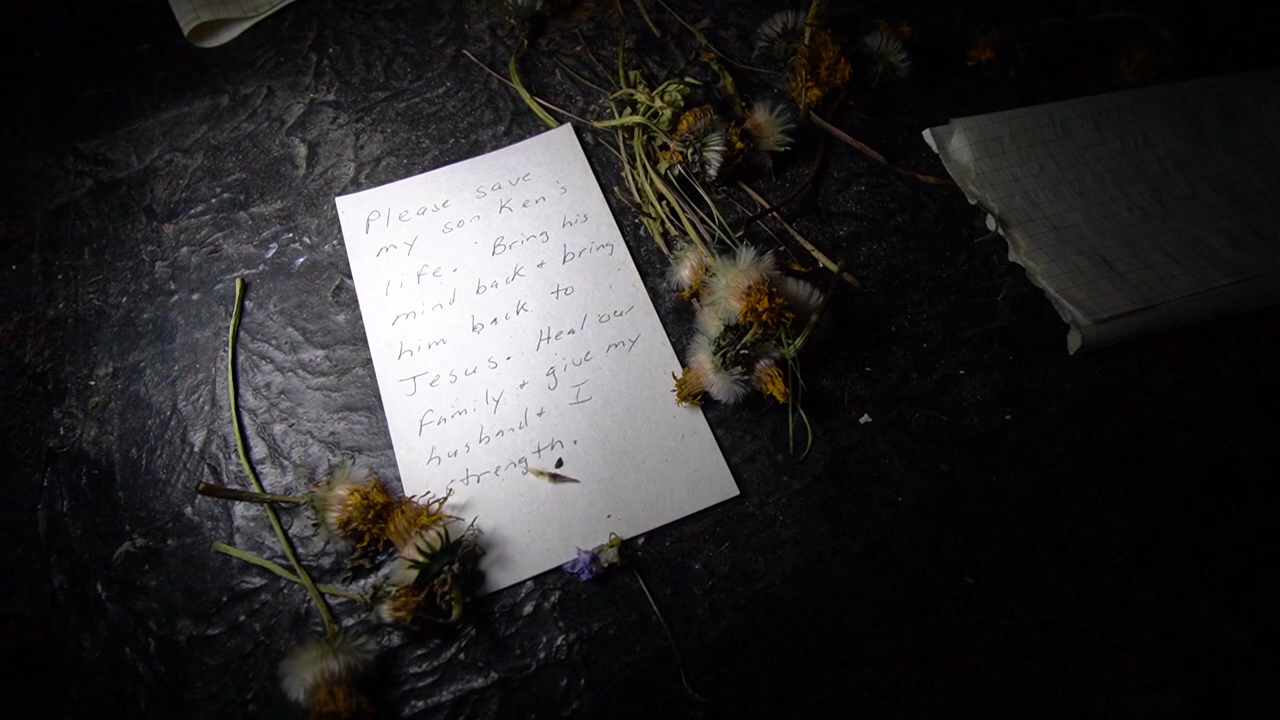 Please save
my son Ken's
life. Bring his
mind back & bring
him back to
Jesus. Heal our
family & give my
husband & I
strength.